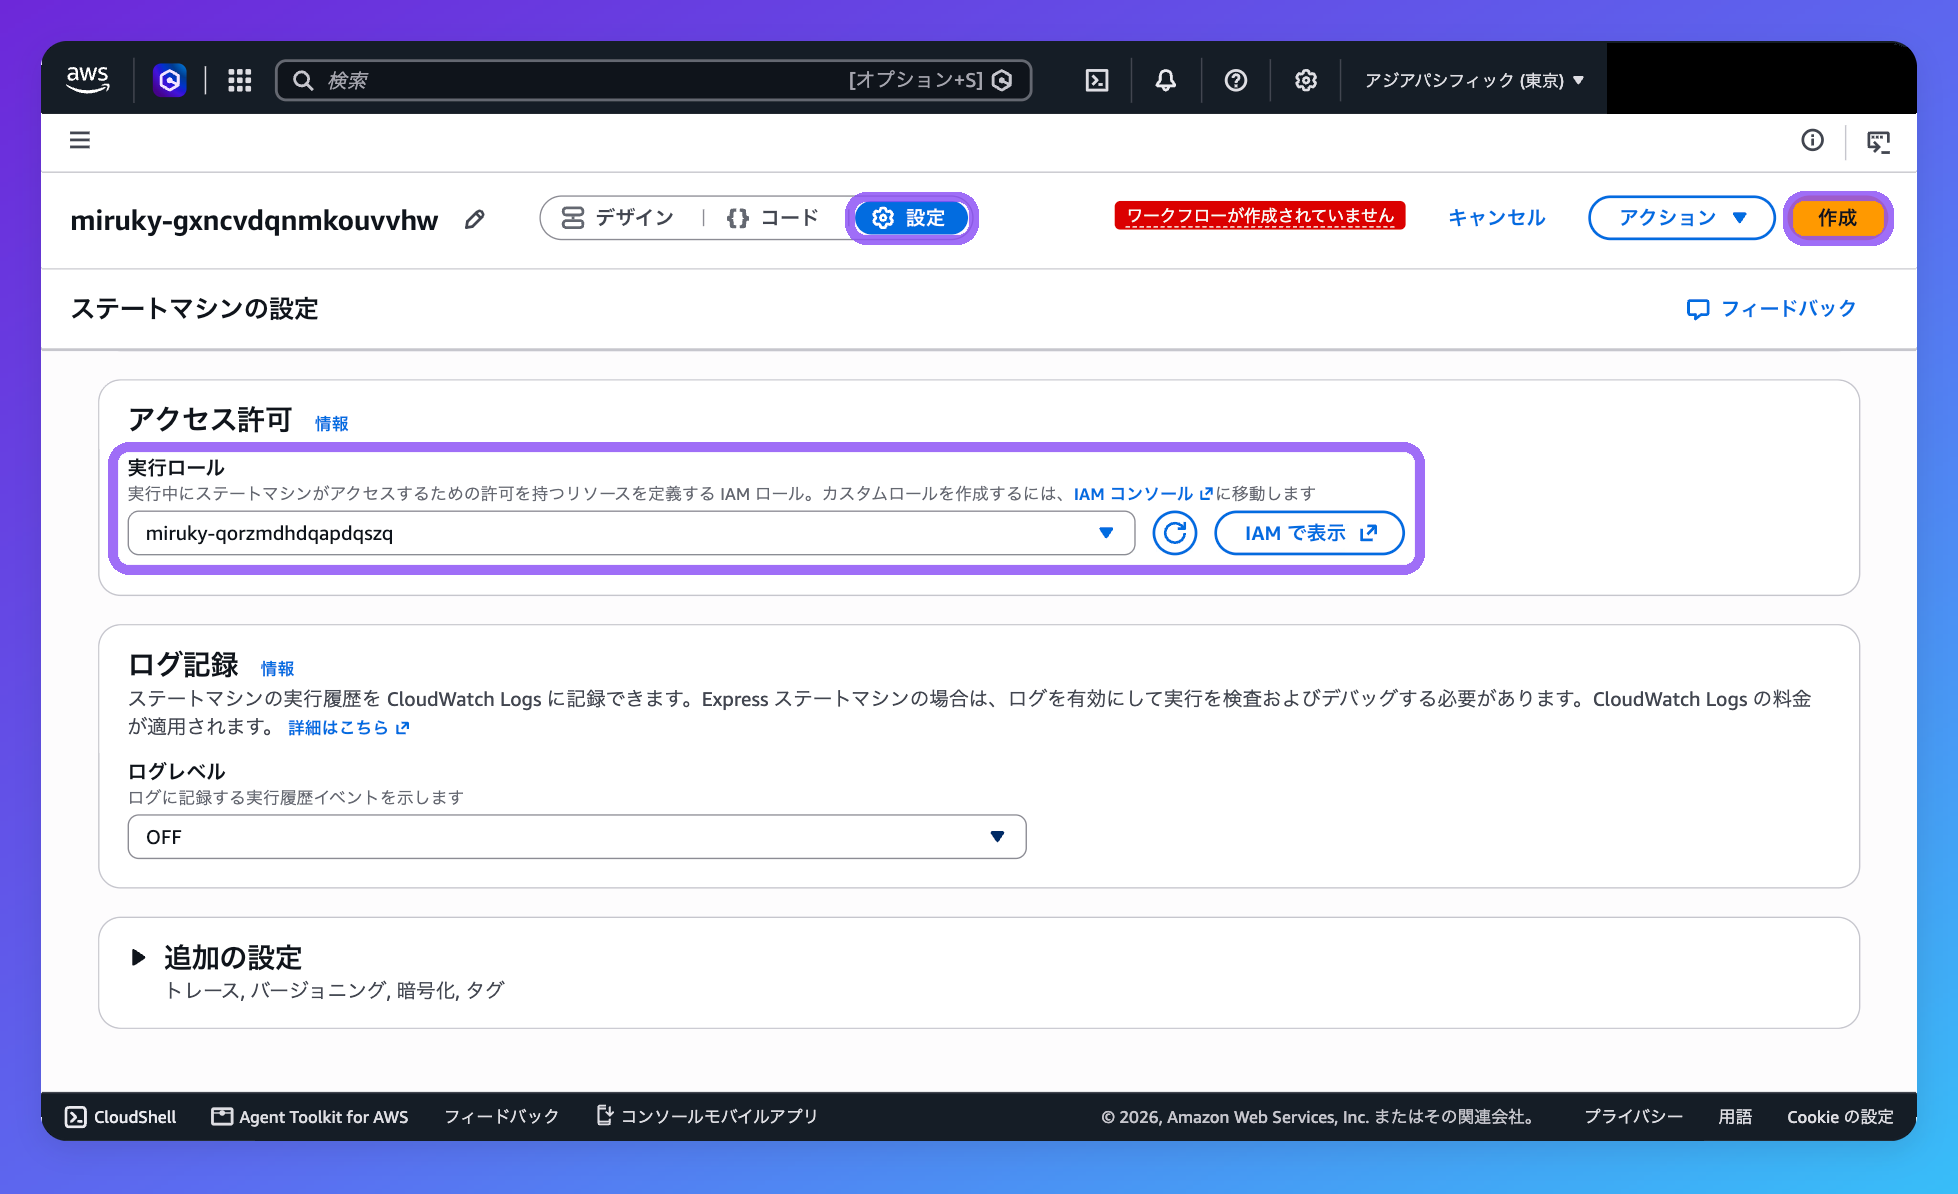 aws
検索
[オプション+S]
アジアパシフィック (東京)
miruky-gxncvdqnmkouvvhw
デザイン
コード
設定
ワークフローが作成されていません
キャンセル
アクション
作成
ステートマシンの設定
フィードバック
アクセス許可 情報
実行ロール
実行中にステートマシンがアクセスするための許可を持つリソースを定義する IAM ロール。カスタムロールを作成するには、IAM コンソール に移動します
miruky-qorzmdhdqapdqszq
IAM で表示
ログ記録 情報
ステートマシンの実行履歴を CloudWatch Logs に記録できます。Express ステートマシンの場合は、ログを有効にして実行を検査およびデバッグする必要があります。CloudWatch Logs の料金
が適用されます。 詳細はこちら
ログレベル
ログに記録する実行履歴イベントを示します
OFF
追加の設定
トレース, バージョニング, 暗号化, タグ
CloudShell
Agent Toolkit for AWS
フィードバック
コンソールモバイルアプリ
© 2026, Amazon Web Services, Inc. またはその関連会社。
プライバシー
用語
Cookie の設定